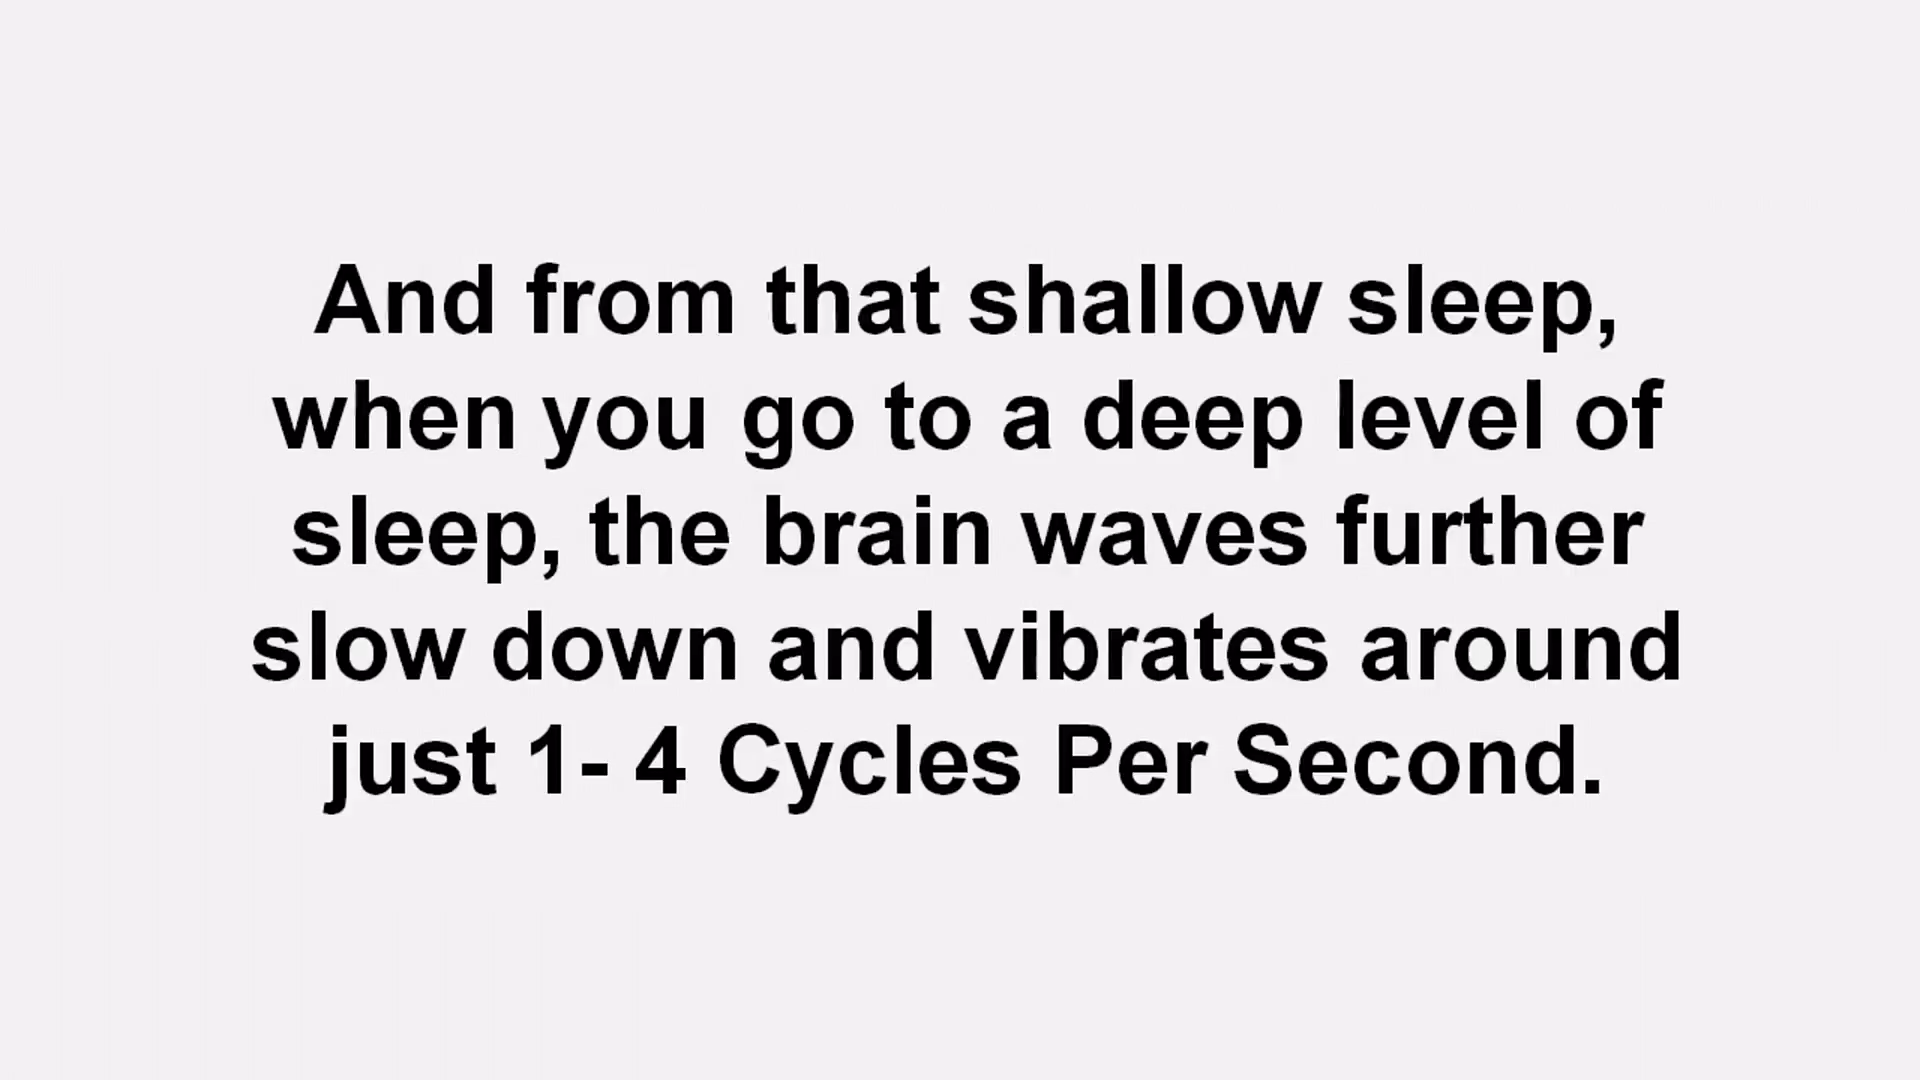 And from that shallow sleep,
when you go to a deep level of
sleep, the brain waves further
slow down and vibrates around
just 1- 4 Cycles Per Second.